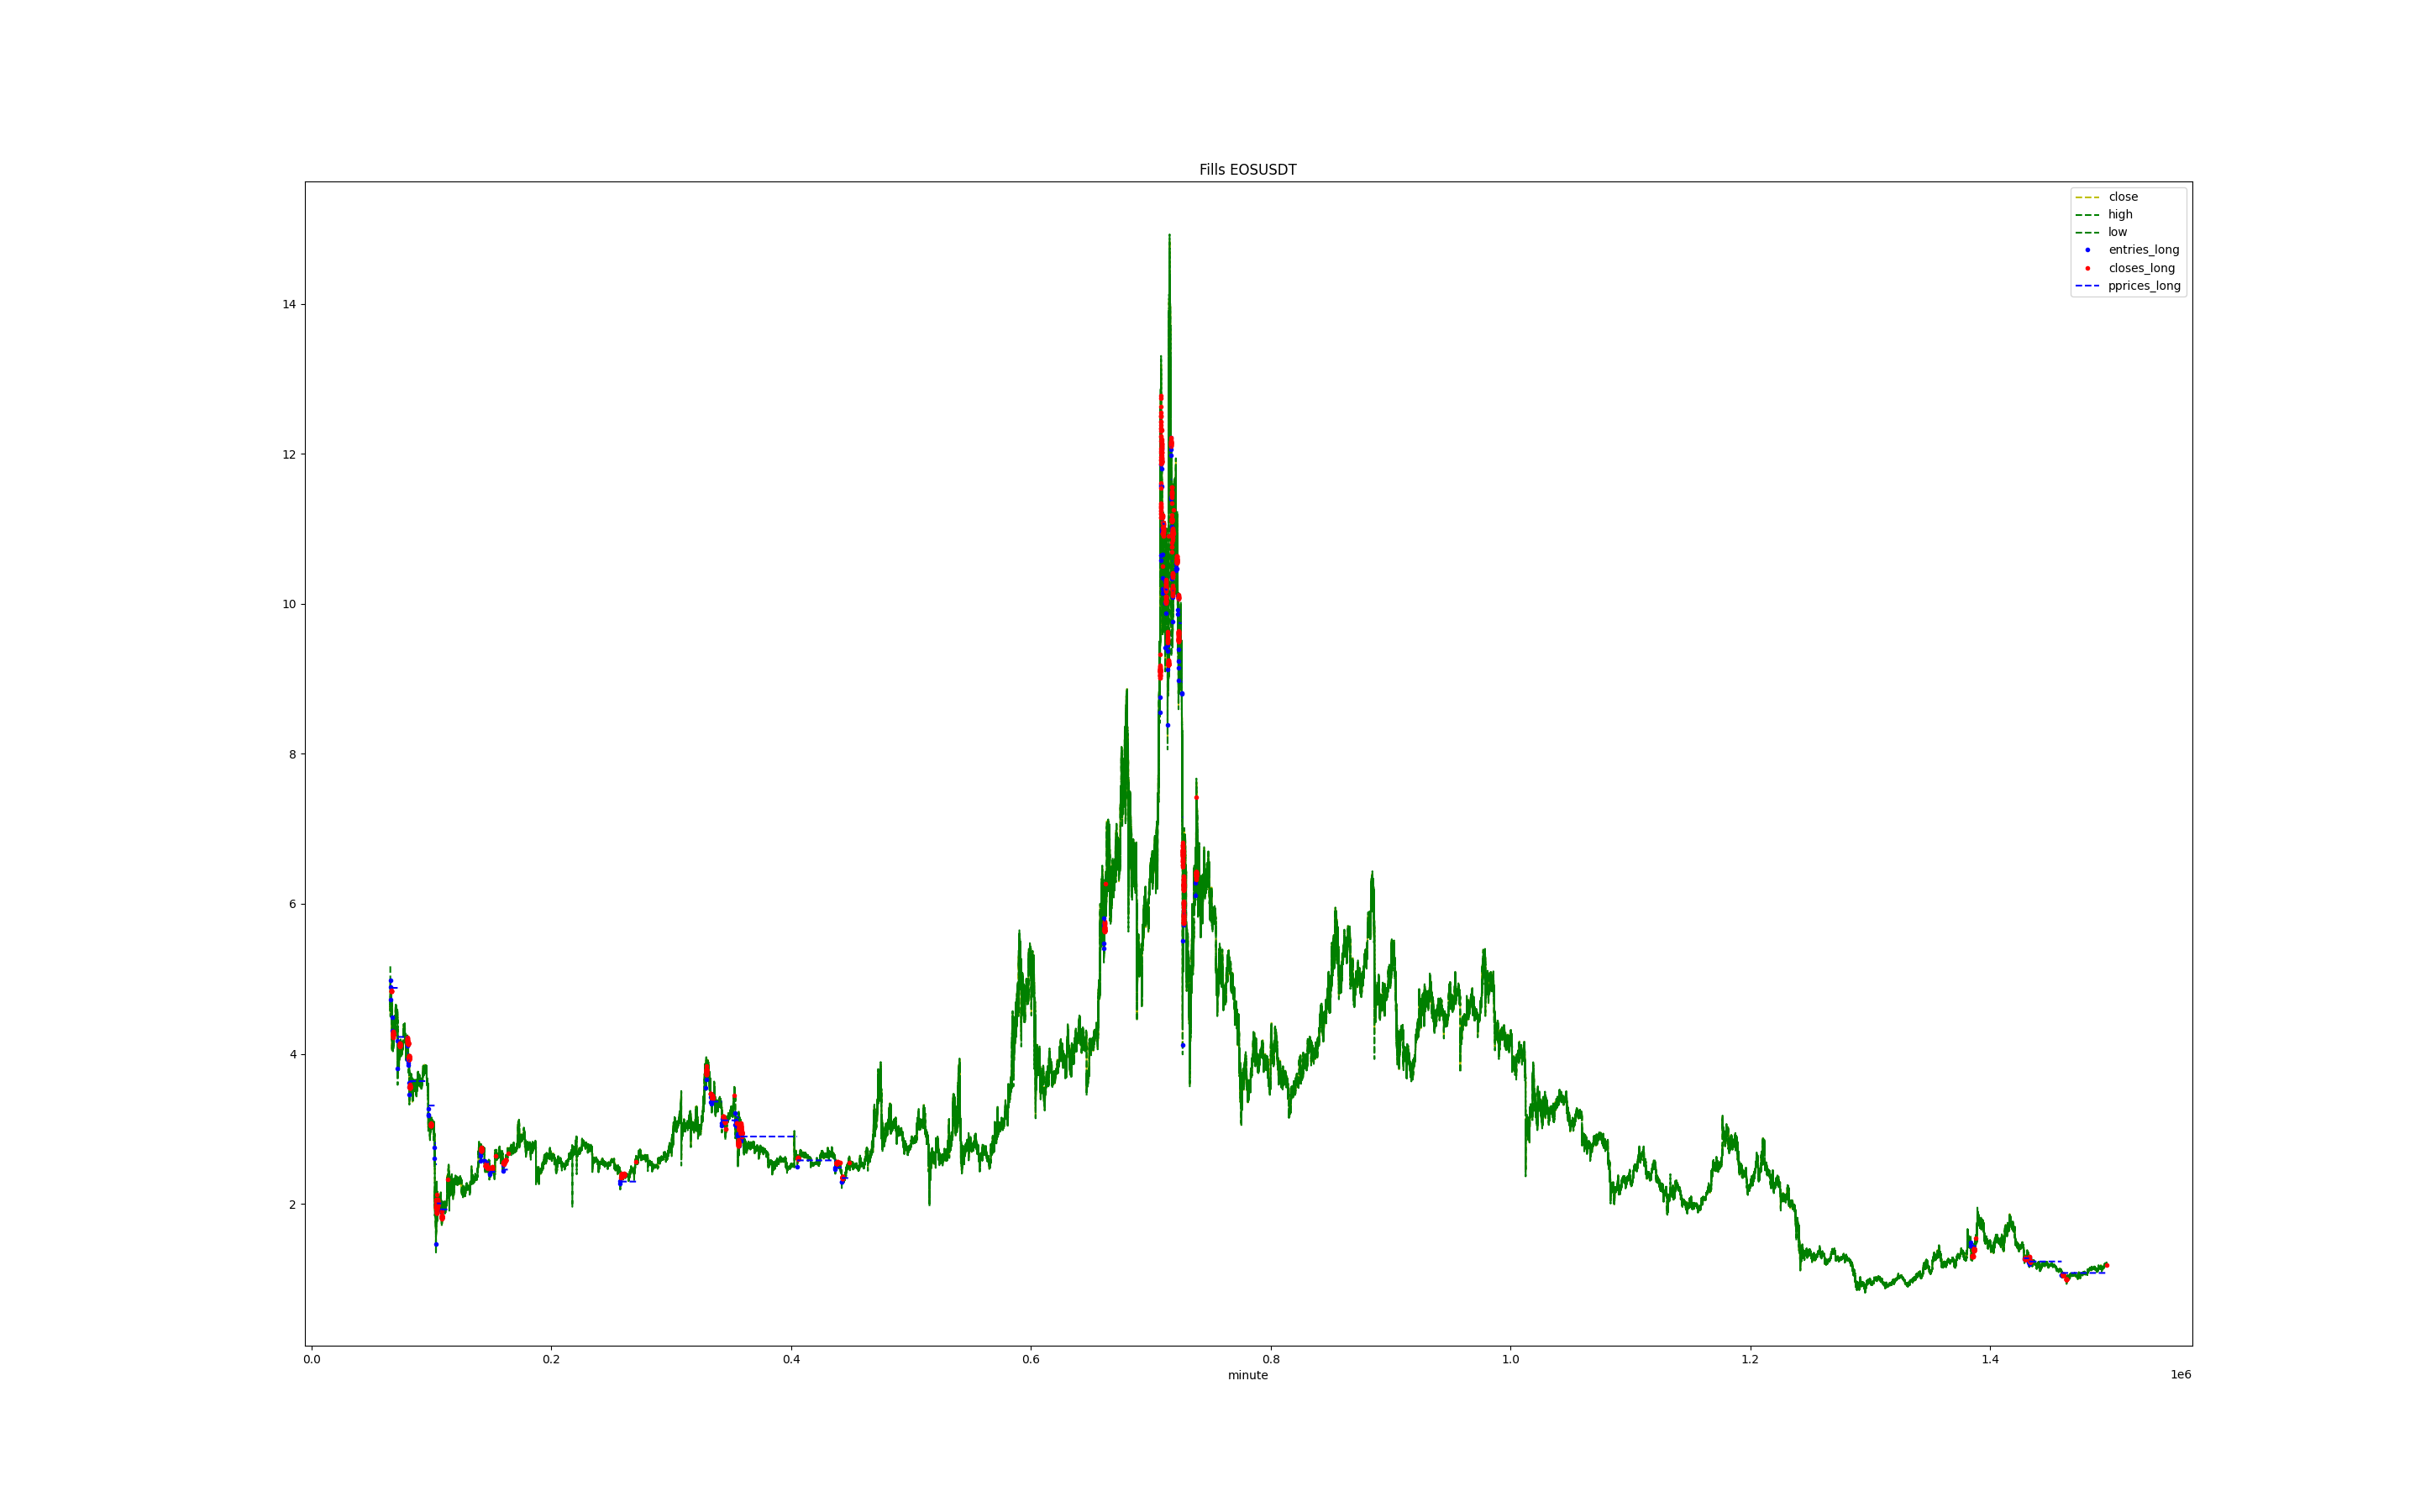 Fills EOSUSDT
close
high
low
entries_long
closes_long
pprices_long
14
12
10
8
6
4
2
0.0 0.2 0.4 0.6 0.8 1.0 1.2 1.4
minute 1e6